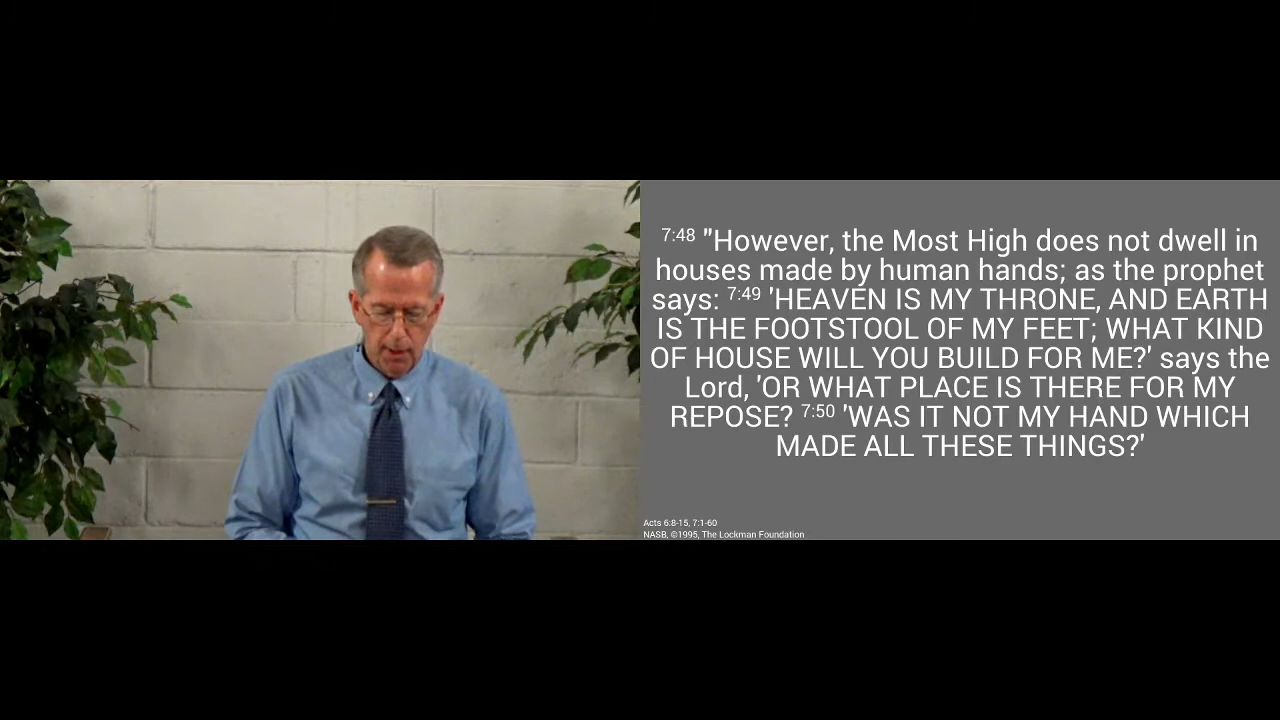 7:48 "However, the Most High does not dwell in
houses made by human hands; as the prophet
says: 7:49 'HEAVEN IS MY THRONE, AND EARTH
IS THE FOOTSTOOL OF MY FEET; WHAT KIND
OF HOUSE WILL YOU BUILD FOR ME?' says the
Lord, 'OR WHAT PLACE IS THERE FOR MY
REPOSE? 7:50 'WAS IT NOT MY HAND WHICH
MADE ALL THESE THINGS?'
Acts 6:8-15, 7:1-60
NASB, ©1995, The Lockman Foundation